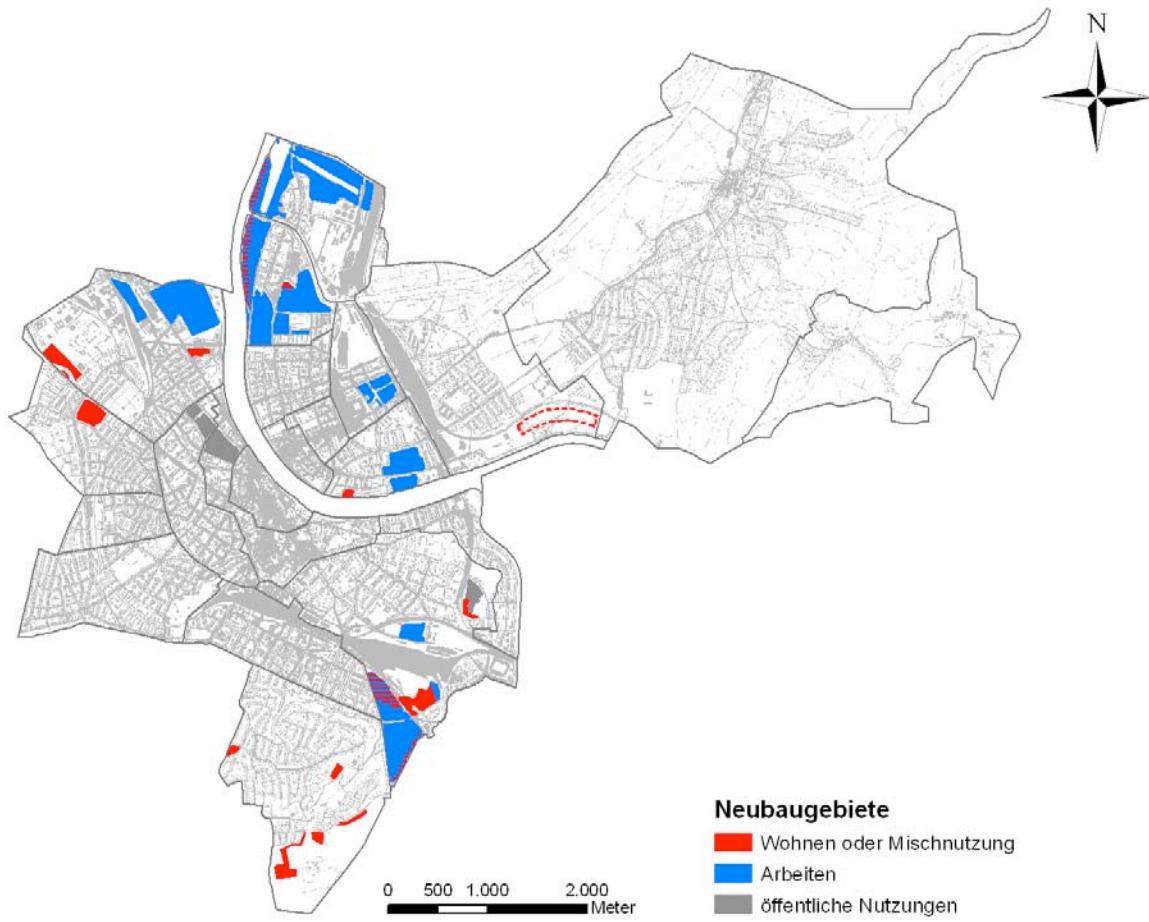 N
Neubaugebiete
Wohnen oder Mischnutzung
Arbeiten
öffentliche Nutzungen
0 500 1.000 2.000
Meter